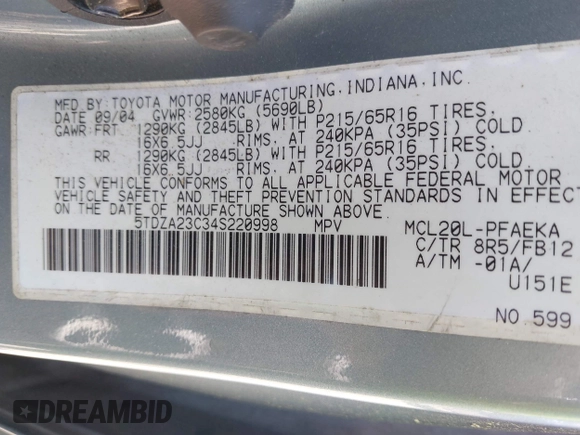 MFD.BY:TOYOTA MOTOR MANUFACTURING,INDIANA,INC.
DATE 09/04 GVWR:2580KG (5690LB)
GAWR:FRT 1290KG (2845LB) WITH P215/65R16 TIRES,
16X6.5JJ RIMS, AT 240KPA (35PSI) COLD
RR 1290KG (2845LB) WITH P215/65R16 TIRES,
16X6.5JJ RIMS, AT 240KPA (35PSI) COLD
THIS VEHICLE CONFORMS TO ALL APPLICABLE FEDERAL MOTOR
VEHICLE SAFETY AND THEFT PREVENTION STANDARDS IN EFFECT
ON THE DATE OF MANUFACTURE SHOWN ABOVE.
5TDZA23C34S220998 MPV MCL20L-PFAEKA
C/TR 8R5/FB12
A/TM -01A/
U151E
NO.599
DREAMBID